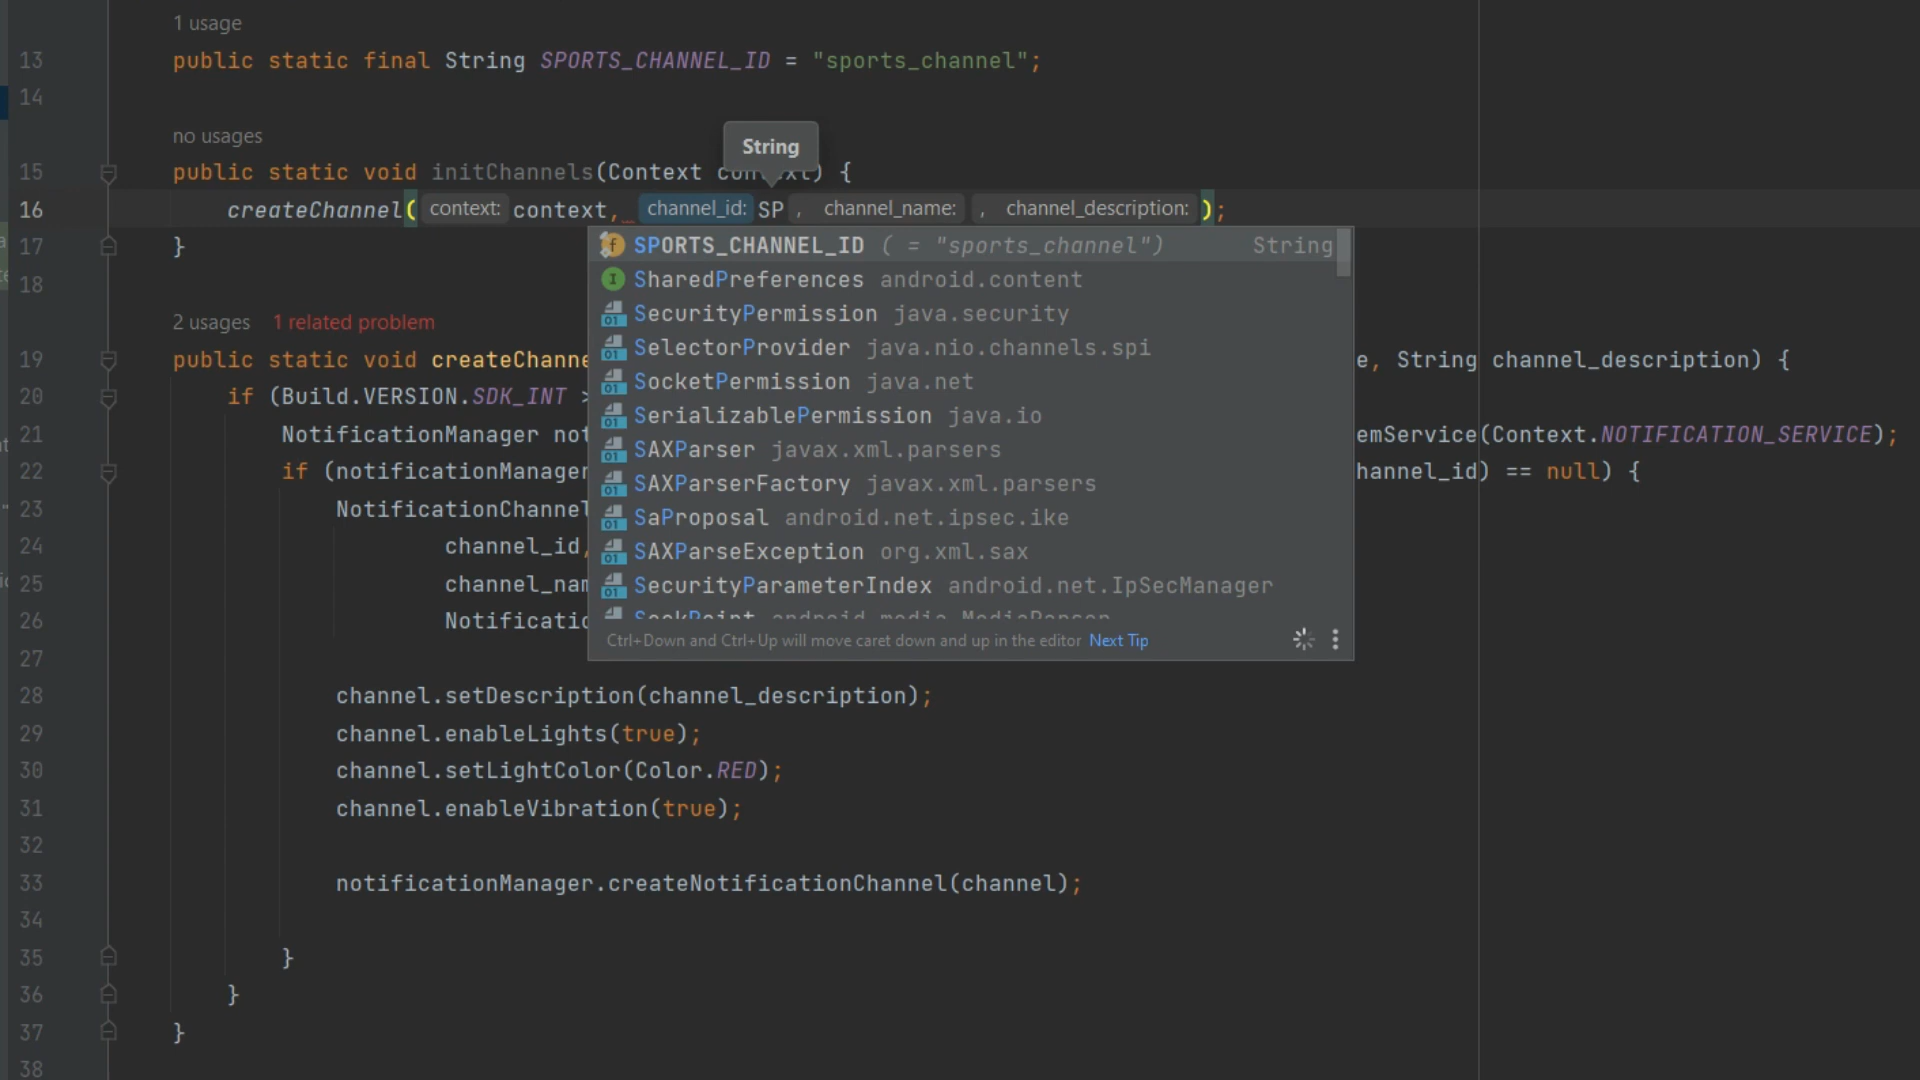 1 usage
13 public static final String SPORTS_CHANNEL_ID = "sports_channel";
14
no usages
String
15 public static void initChannels(Context context) {
16 createChannel( context: context, channel_id: SP , channel_name: , channel_description: );
17 }
SPORTS_CHANNEL_ID ( = "sports_channel") String
18
SharedPreferences android.content
SecurityPermission java.security
2 usages 1 related problem
SelectorProvider java.nio.channels.spi
19 public static void createChanne e, String channel_description) {
SocketPermission java.net
20 if (Build.VERSION.SDK_INT >
SerializablePermission java.io
21 NotificationManager not emService(Context.NOTIFICATION_SERVICE);
SAXParser javax.xml.parsers
22 if (notificationManager hannel_id) == null) {
SAXParserFactory javax.xml.parsers
23 NotificationChannel
SaProposal android.net.ipsec.ike
24 channel_id,
SAXParseException org.xml.sax
25 channel_nam
SecurityParameterIndex android.net.IpSecManager
26 Notificatio
SeekPoint android.media.MediaParser
Ctrl+Down and Ctrl+Up will move caret down and up in the editor Next Tip
27
28 channel.setDescription(channel_description);
29 channel.enableLights(true);
30 channel.setLightColor(Color.RED);
31 channel.enableVibration(true);
32
33 notificationManager.createNotificationChannel(channel);
34
35 }
36 }
37 }
38